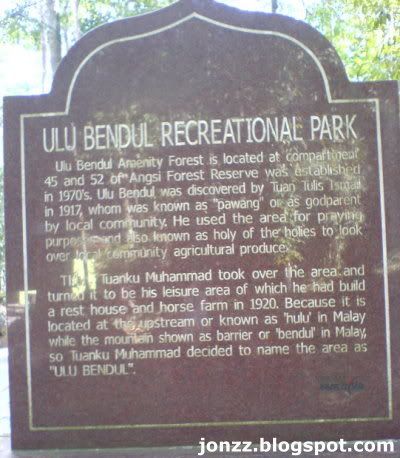 ULU BENDUL RECREATIONAL PARK
Ulu Bendul Amenity Forest is located at compartment
45 and 52 of Angsi Forest Reserve was established
in 1970's. Ulu Bendul was discovered by Tuan Tulis Ismail
in 1917, whom was known as "pawang" or as godparent
by local community. He used the area for praying
purposes and also known as holy of the holies to look
over local community agricultural produce.
Tuanku Muhammad took over the area and
turned it to be his leisure area of which he had build
a rest house and horse farm in 1920. Because it is
located at the upstream or known as 'hulu' in Malay
while the mountain shown as barrier or 'bendul' in Malay,
so Tuanku Muhammad decided to name the area as
"ULU BENDUL".
jonzz.blogspot.com